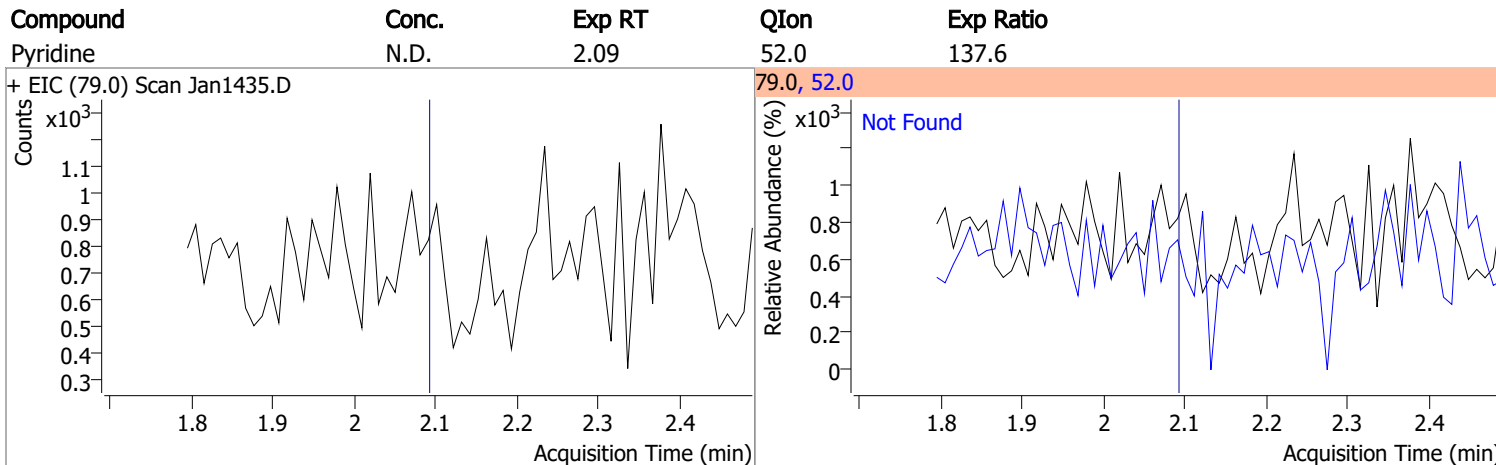 Compound Conc. Exp RT QIon Exp Ratio
Pyridine N.D. 2.09 52.0 137.6
+ EIC (79.0) Scan Jan1435.D
Counts
x10³
1.1
1
0.9
0.8
0.7
0.6
0.5
0.4
0.3
1.8 1.9 2 2.1 2.2 2.3 2.4
Acquisition Time (min)
79.0, 52.0
Relative Abundance (%)
x10³
Not Found
1
0.8
0.6
0.4
0.2
0
1.8 1.9 2 2.1 2.2 2.3 2.4
Acquisition Time (min)